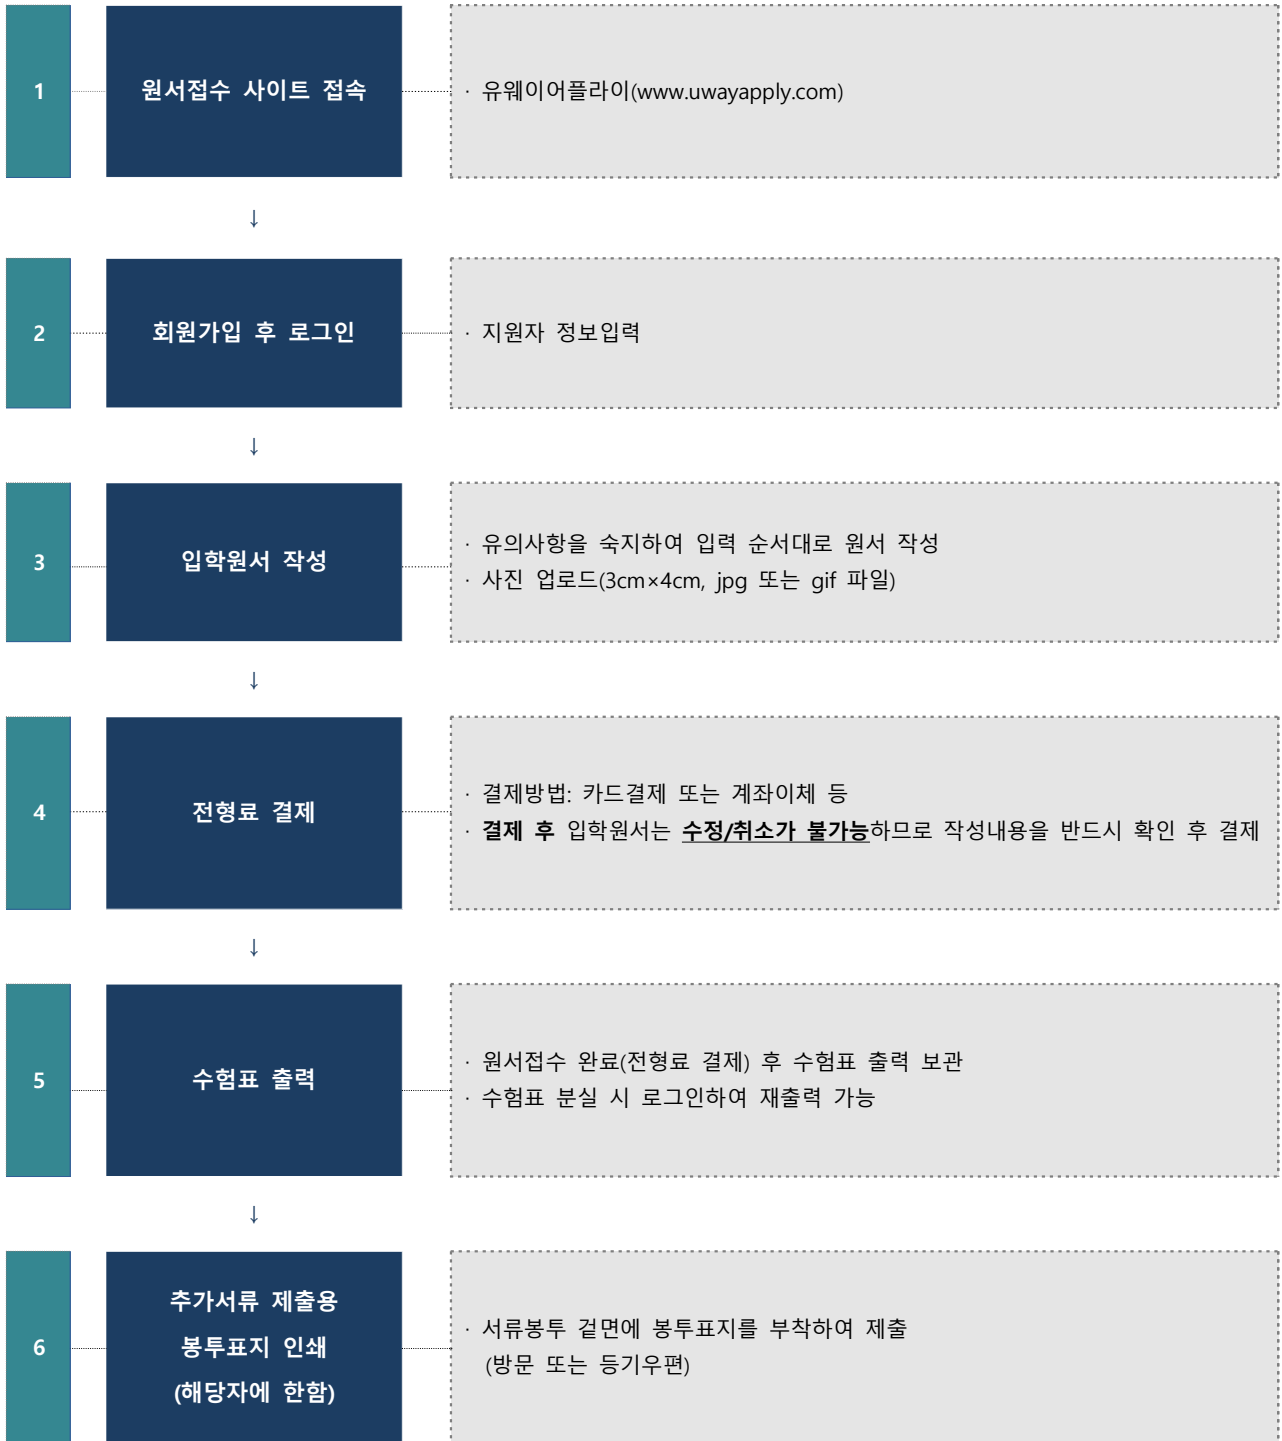 1
원서접수 사이트 접속
· 유웨이어플라이(www.uwayapply.com)
↓
2
회원가입 후 로그인
· 지원자 정보입력
↓
3
입학원서 작성
· 유의사항을 숙지하여 입력 순서대로 원서 작성
· 사진 업로드(3cm×4cm, jpg 또는 gif 파일)
↓
4
전형료 결제
· 결제방법: 카드결제 또는 계좌이체 등
· 결제 후 입학원서는 수정/취소가 불가능하므로 작성내용을 반드시 확인 후 결제
↓
5
수험표 출력
· 원서접수 완료(전형료 결제) 후 수험표 출력 보관
· 수험표 분실 시 로그인하여 재출력 가능
↓
6
추가서류 제출용
봉투표지 인쇄
(해당자에 한함)
· 서류봉투 겉면에 봉투표지를 부착하여 제출
(방문 또는 등기우편)